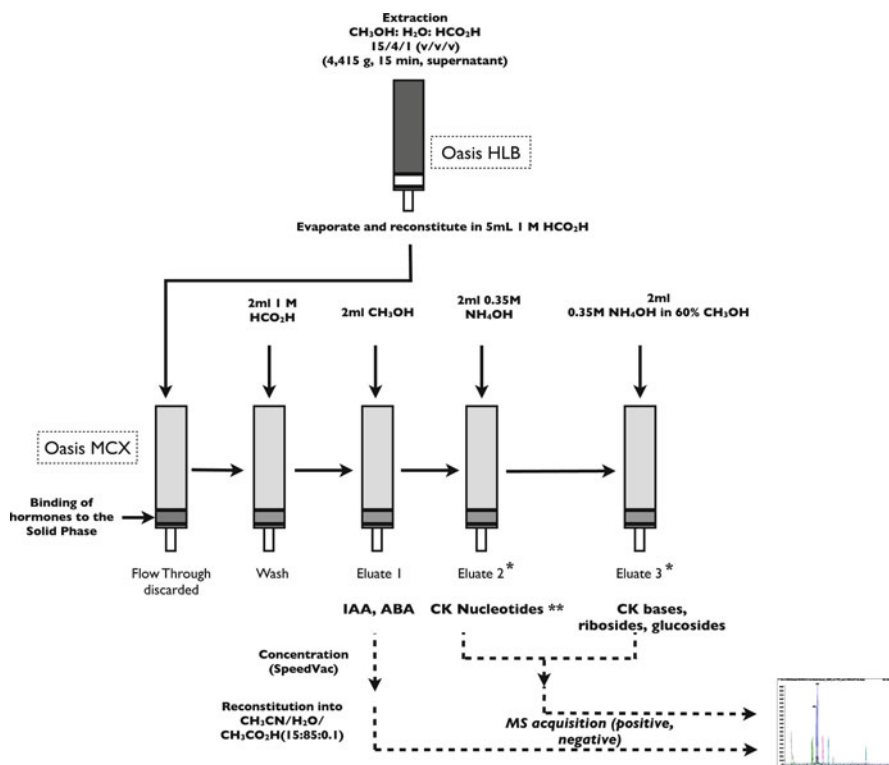 Extraction
CH₃OH: H₂O: HCO₂H
15/4/1 (v/v/v)
(4,415 g, 15 min, supernatant)
Oasis HLB
Evaporate and reconstitute in 5mL 1 M HCO₂H
2ml 1 M
HCO₂H
2ml CH₃OH
2ml 0.35M
NH₄OH
2ml
0.35M NH₄OH in 60% CH₃OH
Oasis MCX
Binding of
hormones to the
Solid Phase
Flow Through
discarded
Wash
Eluate 1
Eluate 2*
Eluate 3*
IAA, ABA
CK Nucleotides **
CK bases,
ribosides, glucosides
Concentration
(SpeedVac)
Reconstitution into
CH₃CN/H₂O/
CH₃CO₂H(15:85:0.1)
MS acquisition (positive,
negative)